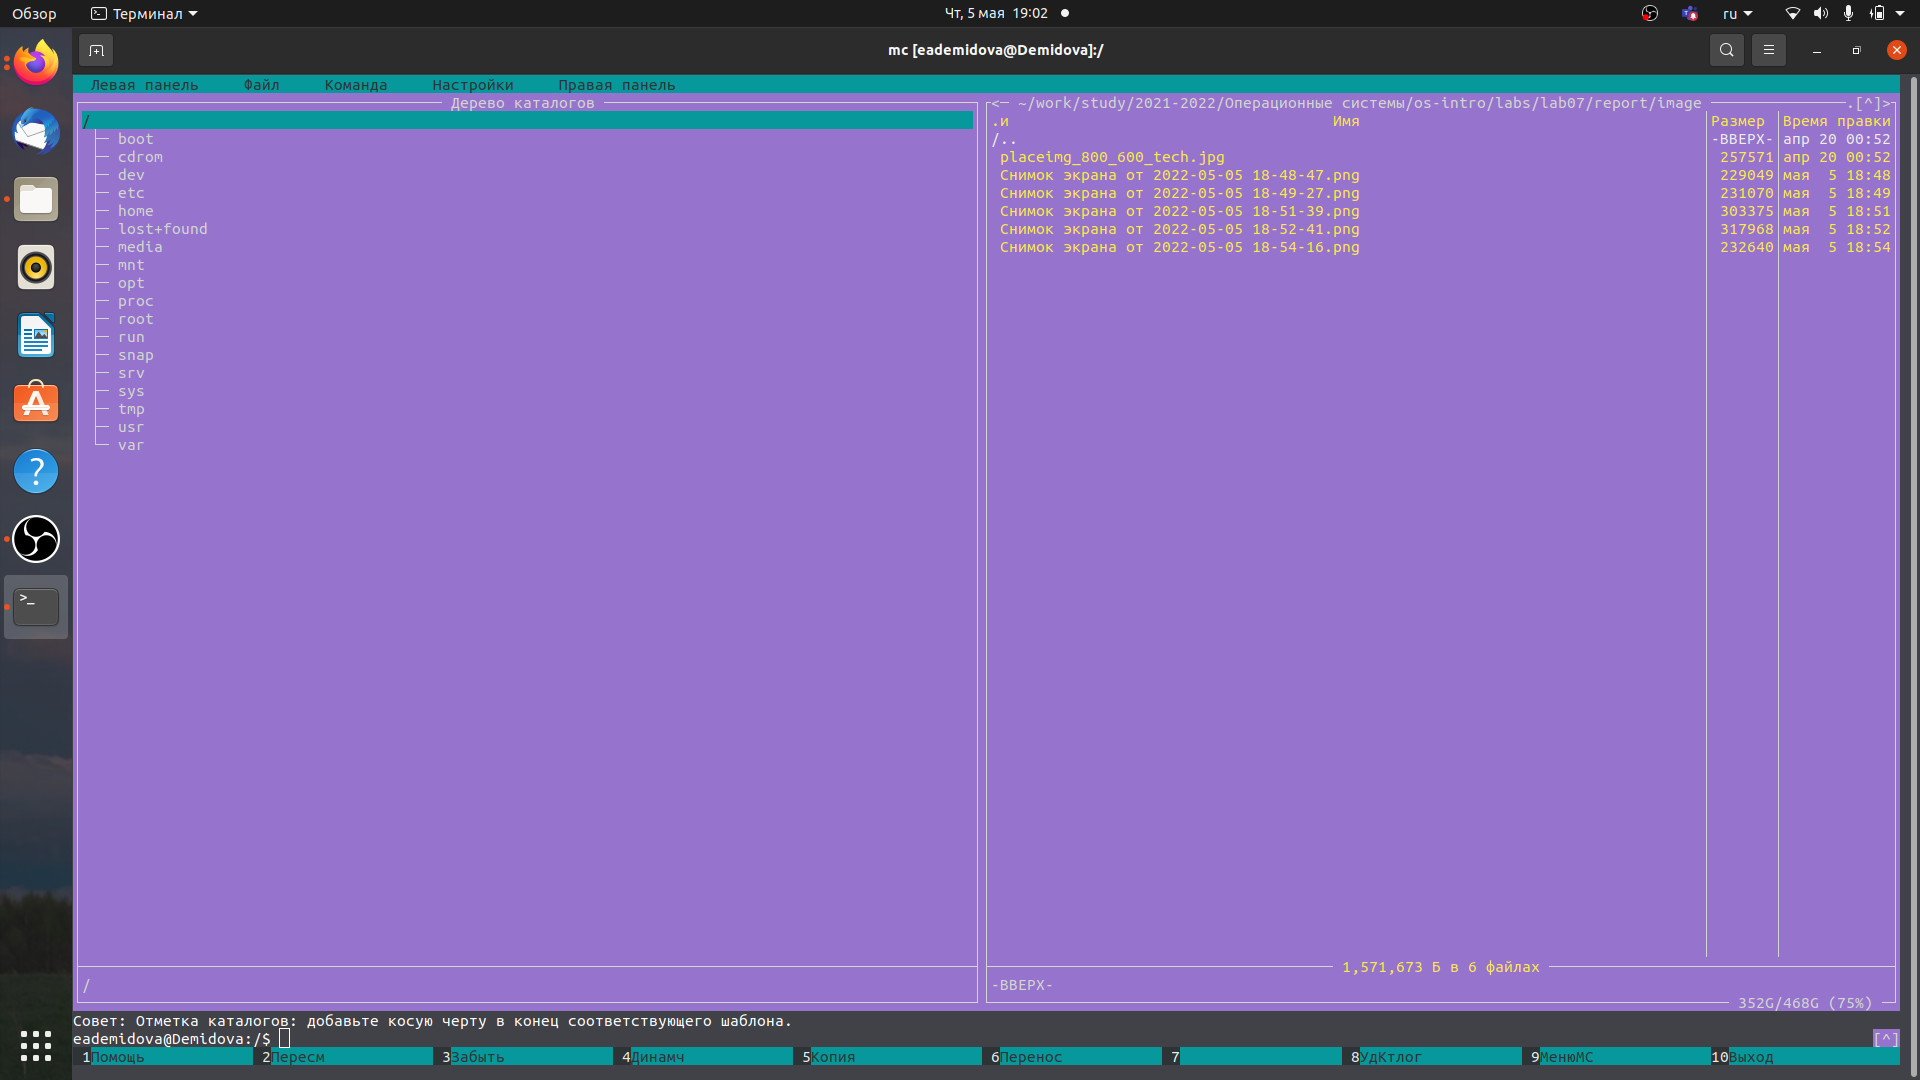 Обзор Терминал Чт, 5 мая 19:02 ru
mc [eademidova@Demidova]:/
Левая панель Файл Команда Настройки Правая панель
Дерево каталогов
/
boot
cdrom
dev
etc
home
lost+found
media
mnt
opt
proc
root
run
snap
srv
sys
tmp
usr
var
/
<─ ~/work/study/2021-2022/Операционные системы/os-intro/labs/lab07/report/image .[^]>
.и Имя Размер Время правки
/.. -ВВЕРХ- апр 20 00:52
placeimg_800_600_tech.jpg 257571 апр 20 00:52
Снимок экрана от 2022-05-05 18-48-47.png 229049 мая 5 18:48
Снимок экрана от 2022-05-05 18-49-27.png 231070 мая 5 18:49
Снимок экрана от 2022-05-05 18-51-39.png 303375 мая 5 18:51
Снимок экрана от 2022-05-05 18-52-41.png 317968 мая 5 18:52
Снимок экрана от 2022-05-05 18-54-16.png 232640 мая 5 18:54
1,571,673 Б в 6 файлах
-ВВЕРХ-
352G/468G (75%)
Совет: Отметка каталогов: добавьте косую черту в конец соответствующего шаблона.
eademidova@Demidova:/$ [^]
1Помощь 2Пересм 3Забыть 4Динамч 5Копия 6Перенос 7 8УдКтлог 9МенюMC 10Выход